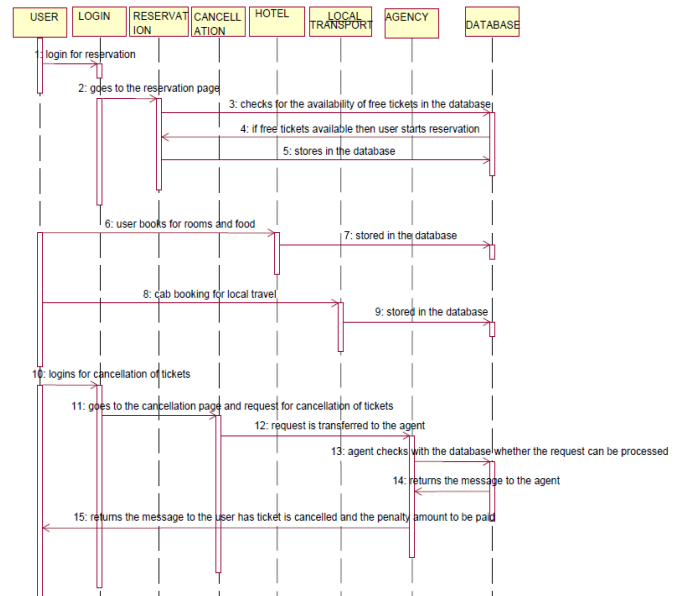 USER
LOGIN
RESERVAT
ION
CANCELL
ATION
HOTEL
LOCAL
TRANSPORT
AGENCY
DATABASE
1: login for reservation
2: goes to the reservation page
3: checks for the availability of free tickets in the database
4: if free tickets available then user starts reservation
5: stores in the database
6: user books for rooms and food
7: stored in the database
8: cab booking for local travel
9: stored in the database
10: logins for cancellation of tickets
11: goes to the cancellation page and request for cancellation of tickets
12: request is transferred to the agent
13: agent checks with the database whether the request can be processed
14: returns the message to the agent
15: returns the message to the user has ticket is cancelled and the penalty amount to be paid